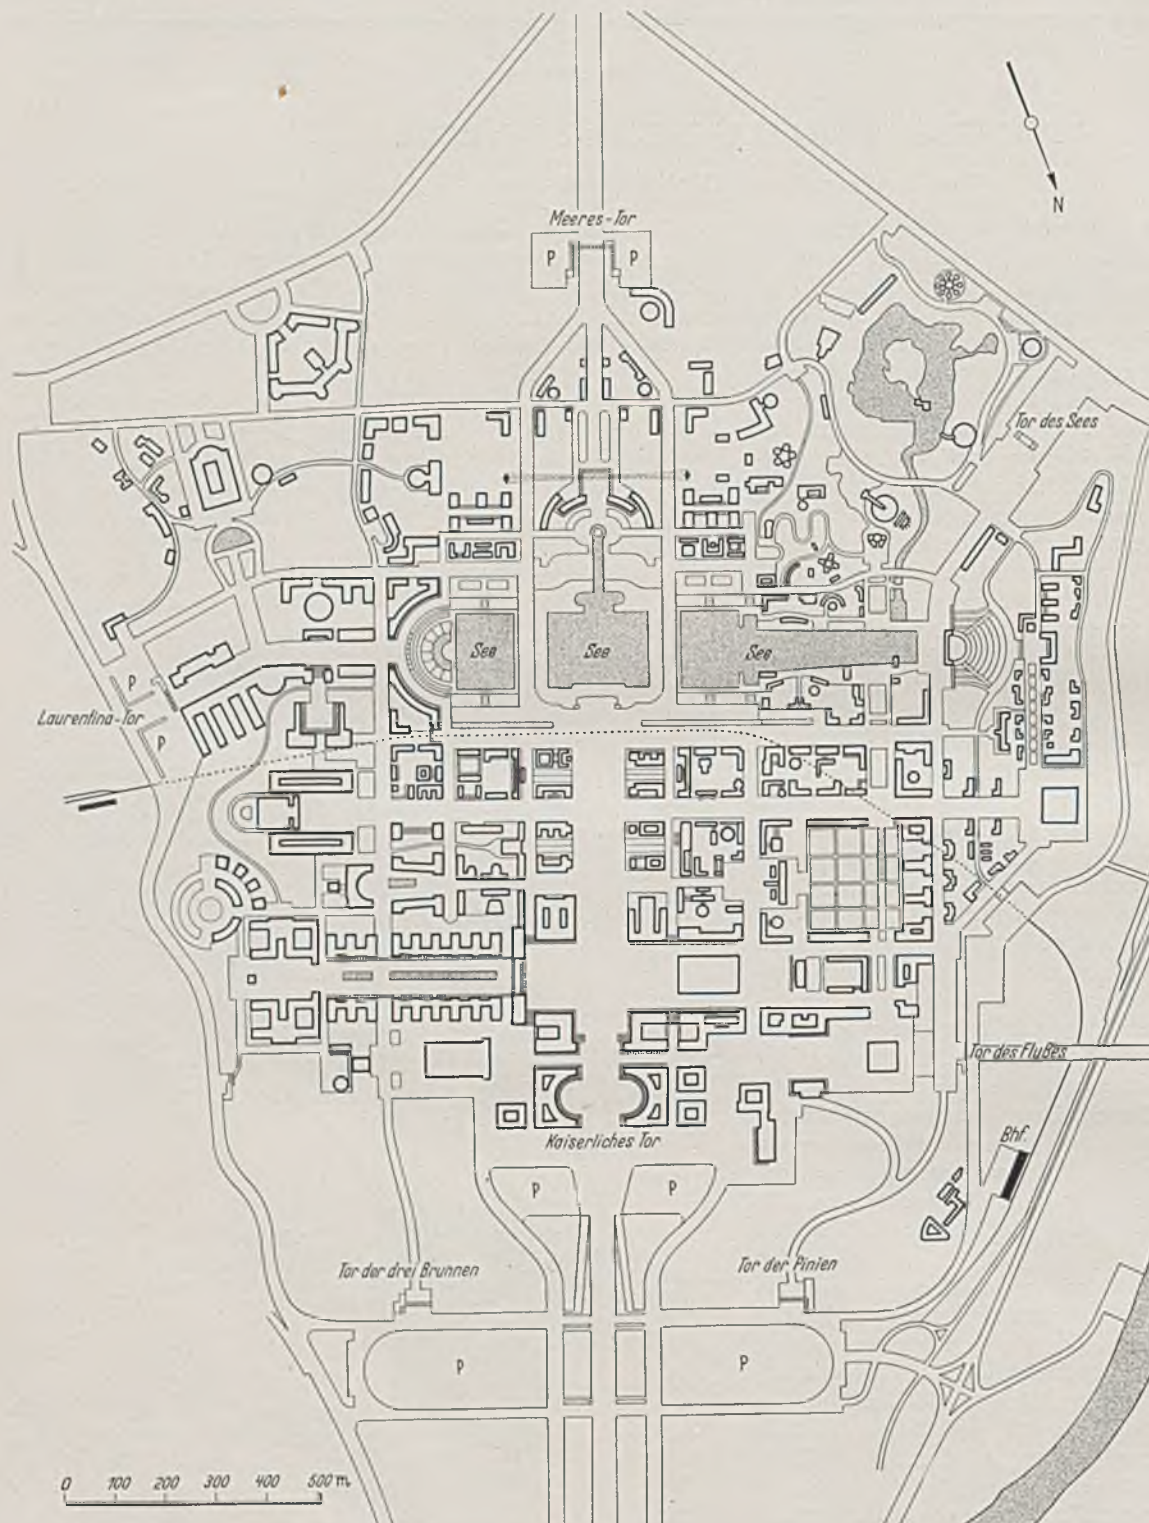 N
Meeres-Tor
P
P
Tor des Sees
See
See
See
P
Laurentina-Tor
P
Tor des Flußes
Kaiserliches Tor
Bhf.
P
P
Tor der drei Brunnen
Tor der Pinien
P
P
0 100 200 300 400 500 m.